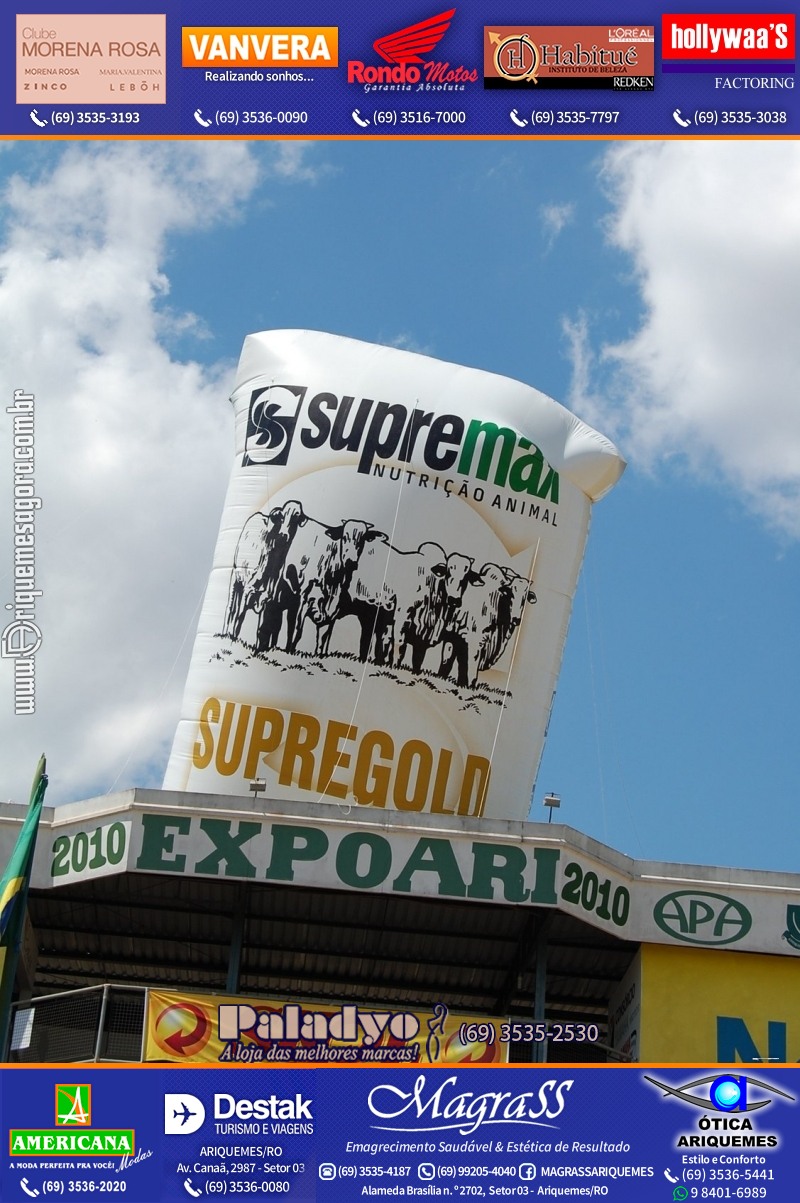 Clube
MORENA ROSA
MORENA ROSA MARIA.VALENTINA
ZINCO LEBÔH
(69) 3535-3193
VANVERA
Realizando sonhos...
(69) 3536-0090
Rondo Motos
Garantia Absoluta
(69) 3516-7000
L'ORÉAL
PROFESSIONNEL
H Habitué
INSTITUTO DE BELEZA
REDKEN
(69) 3535-7797
hollywaa's
FACTORING
(69) 3535-3038
www.Ariquemesagora.com.br
supremax
NUTRIÇÃO ANIMAL
SUPREGOLD
2010 EXPOARI 2010 APA
Paladyo
A loja das melhores marcas!
(69) 3535-2530
AMERICANA
A MODA PERFEITA PRA VOCÊ! Modas
(69) 3536-2020
Destak
TURISMO E VIAGENS
ARIQUEMES/RO
Av. Canaã, 2987 - Setor 03
(69) 3536-0080
MagraSS
Emagrecimento Saudável & Estética de Resultado
(69) 3535-4187 (69) 99205-4040 MAGRASSARIQUEMES
Alameda Brasília n. º 2702, Setor 03 - Ariquemes/RO
ÓTICA
ARIQUEMES
Estilo e Conforto
(69) 3536-5441
9 8401-6989